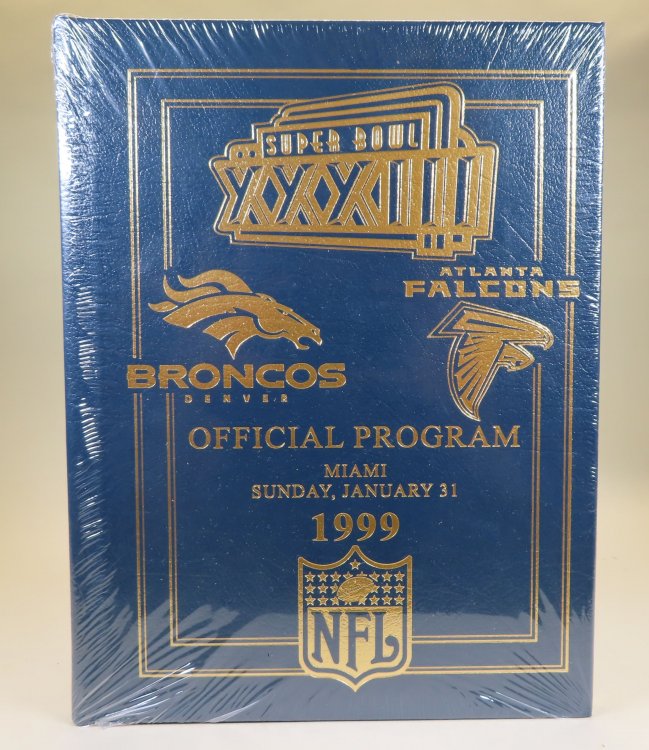 SUPER BOWL
XXXIII
ATLANTA
FALCONS
BRONCOS
DENVER
OFFICIAL PROGRAM
MIAMI
SUNDAY, JANUARY 31
1999
NFL